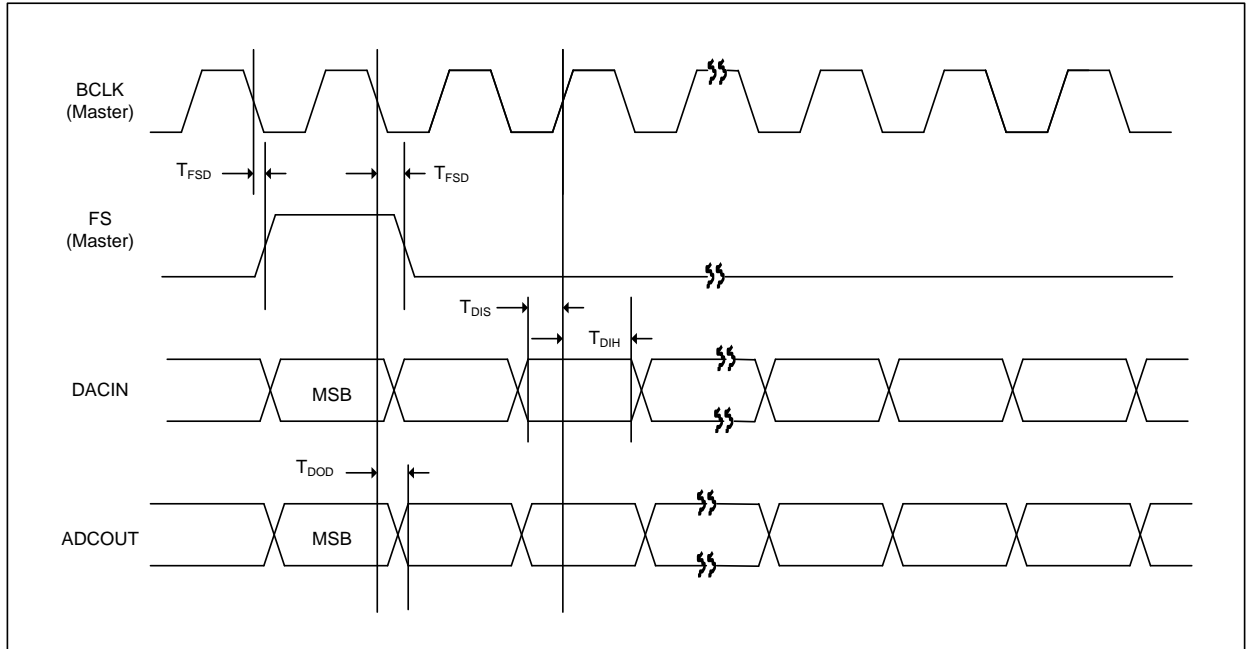 BCLK
(Master)
TFSD
TFSD
FS
(Master)
TDIS
TDIH
DACIN
MSB
TDOD
ADCOUT
MSB